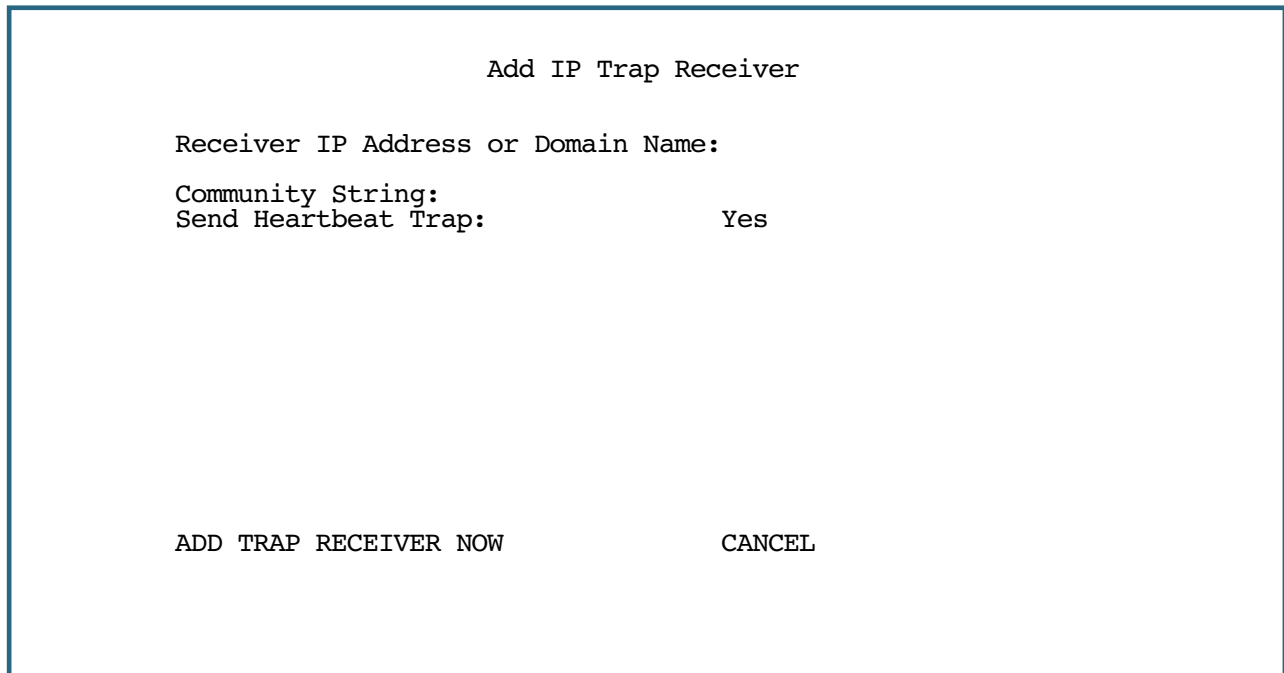 Add IP Trap Receiver
Receiver IP Address or Domain Name:
Community String:
Send Heartbeat Trap: Yes
ADD TRAP RECEIVER NOW CANCEL